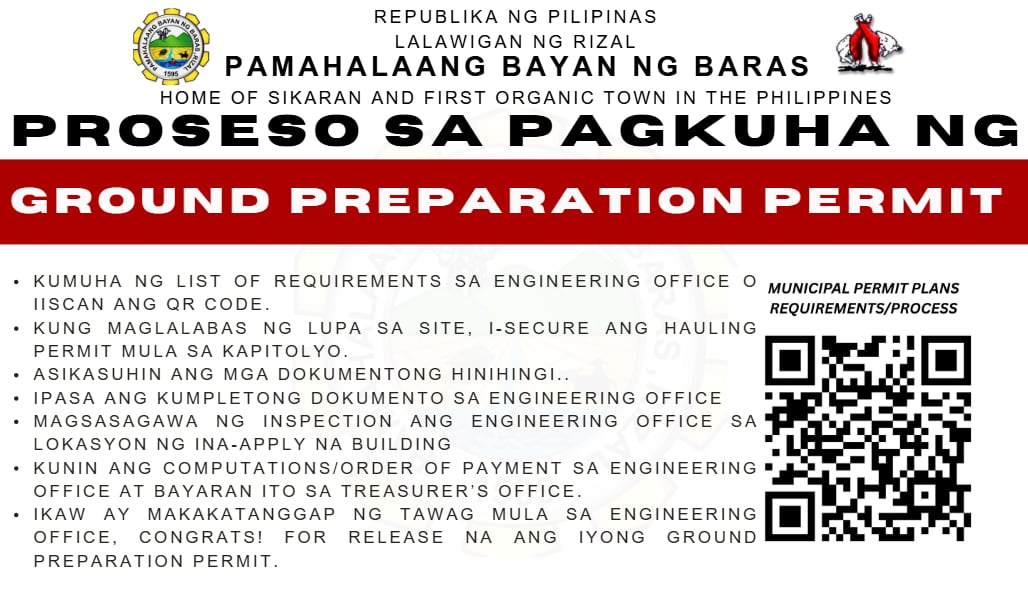 REPUBLIKA NG PILIPINAS
LALAWIGAN NG RIZAL
PAMAHALAANG BAYAN NG BARAS
HOME OF SIKARAN AND FIRST ORGANIC TOWN IN THE PHILIPPINES
PAMAHALAANG BAYAN NG BARAS RIZAL
1595
PROSESO SA PAGKUHA NG
GROUND PREPARATION PERMIT
• KUMUHA NG LIST OF REQUIREMENTS SA ENGINEERING OFFICE O
IISCAN ANG QR CODE.
• KUNG MAGLALABAS NG LUPA SA SITE, I-SECURE ANG HAULING
PERMIT MULA SA KAPITOLYO.
• ASIKASUHIN ANG MGA DOKUMENTONG HINIHINGI..
• IPASA ANG KUMPLETONG DOKUMENTO SA ENGINEERING OFFICE
• MAGSASAGAWA NG INSPECTION ANG ENGINEERING OFFICE SA
LOKASYON NG INA-APPLY NA BUILDING
• KUNIN ANG COMPUTATIONS/ORDER OF PAYMENT SA ENGINEERING
OFFICE AT BAYARAN ITO SA TREASURER’S OFFICE.
• IKAW AY MAKAKATANGGAP NG TAWAG MULA SA ENGINEERING
OFFICE, CONGRATS! FOR RELEASE NA ANG IYONG GROUND
PREPARATION PERMIT.
MUNICIPAL PERMIT PLANS
REQUIREMENTS/PROCESS